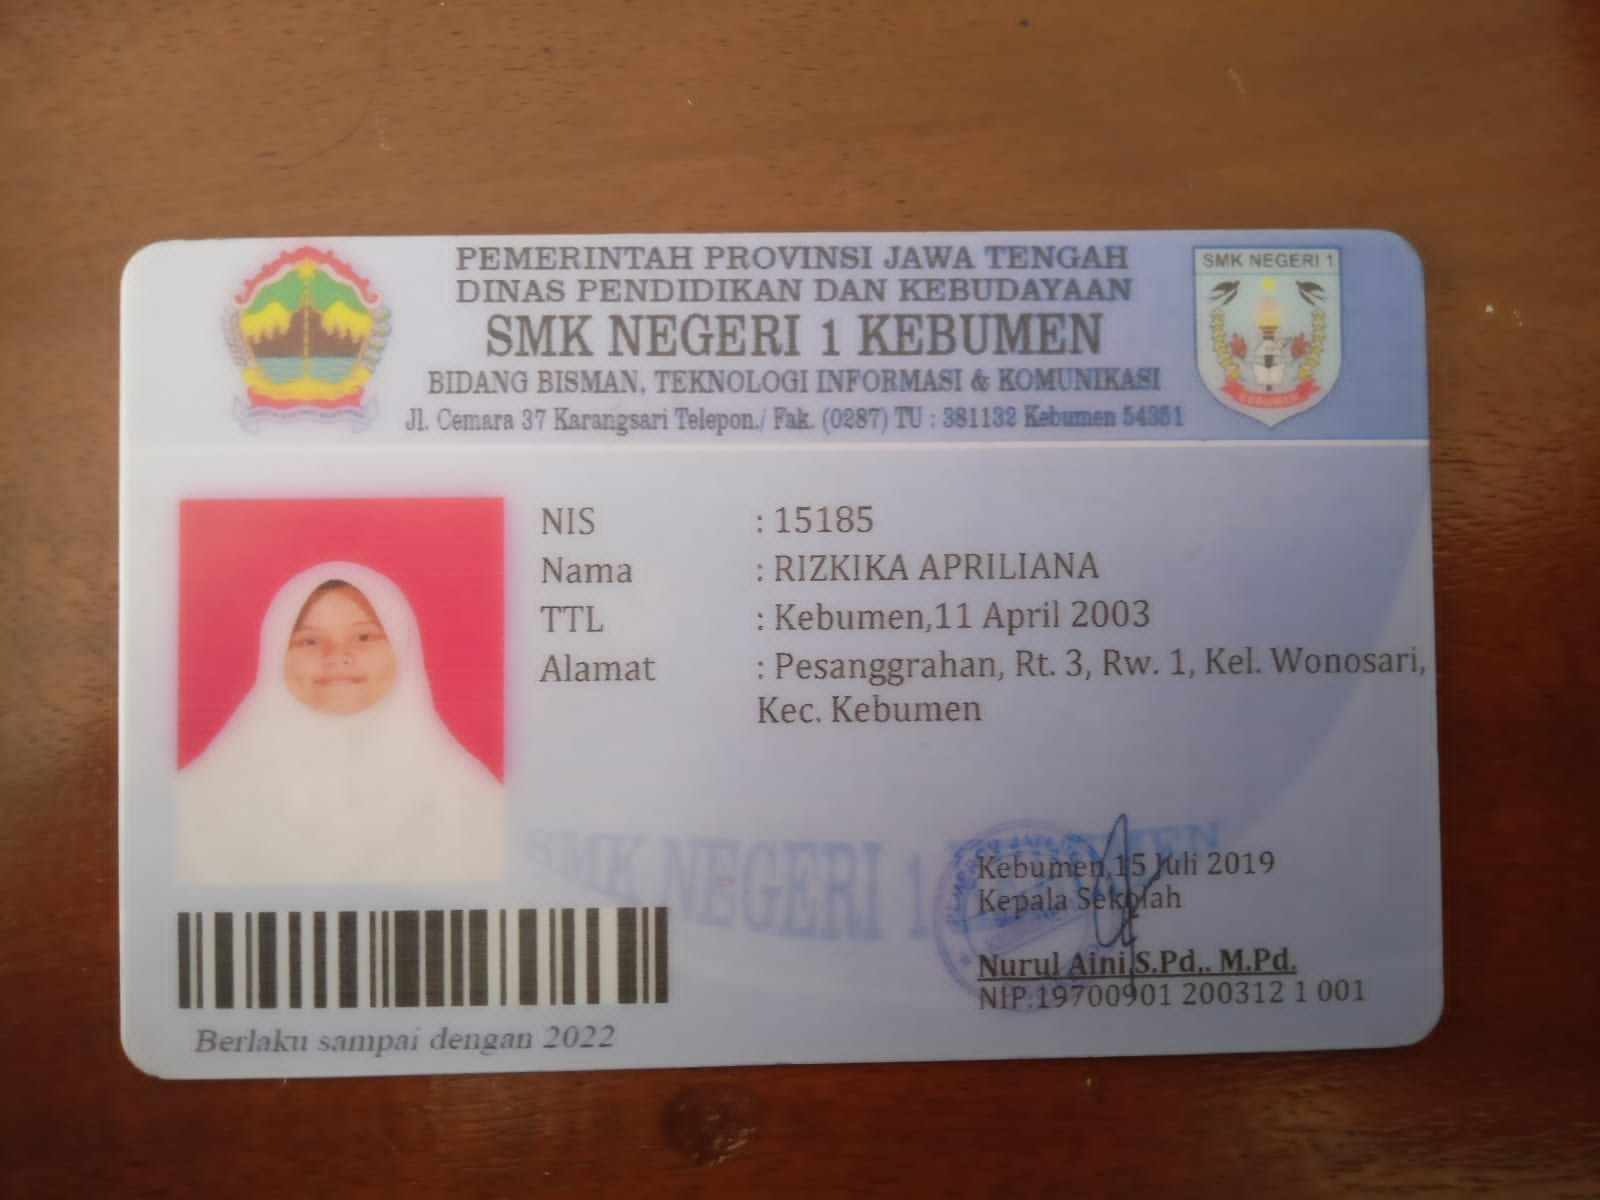 PEMERINTAH PROVINSI JAWA TENGAH
DINAS PENDIDIKAN DAN KEBUDAYAAN
SMK NEGERI 1 KEBUMEN
BIDANG BISMAN, TEKNOLOGI INFORMASI & KOMUNIKASI
Jl. Cemara 37 Karangsari Telepon./ Fak. (0287) TU : 381132 Kebumen 54351
SMK NEGERI 1
KEBUMEN
NIS : 15185
Nama : RIZKIKA APRILIANA
TTL : Kebumen,11 April 2003
Alamat : Pesanggrahan, Rt. 3, Rw. 1, Kel. Wonosari,
Kec. Kebumen
SMK NEGERI 1 KEBUMEN
Kebumen,15 Juli 2019
Kepala Sekolah
Nurul Aini S.Pd,. M.Pd.
NIP.19700901 200312 1 001
Berlaku sampai dengan 2022